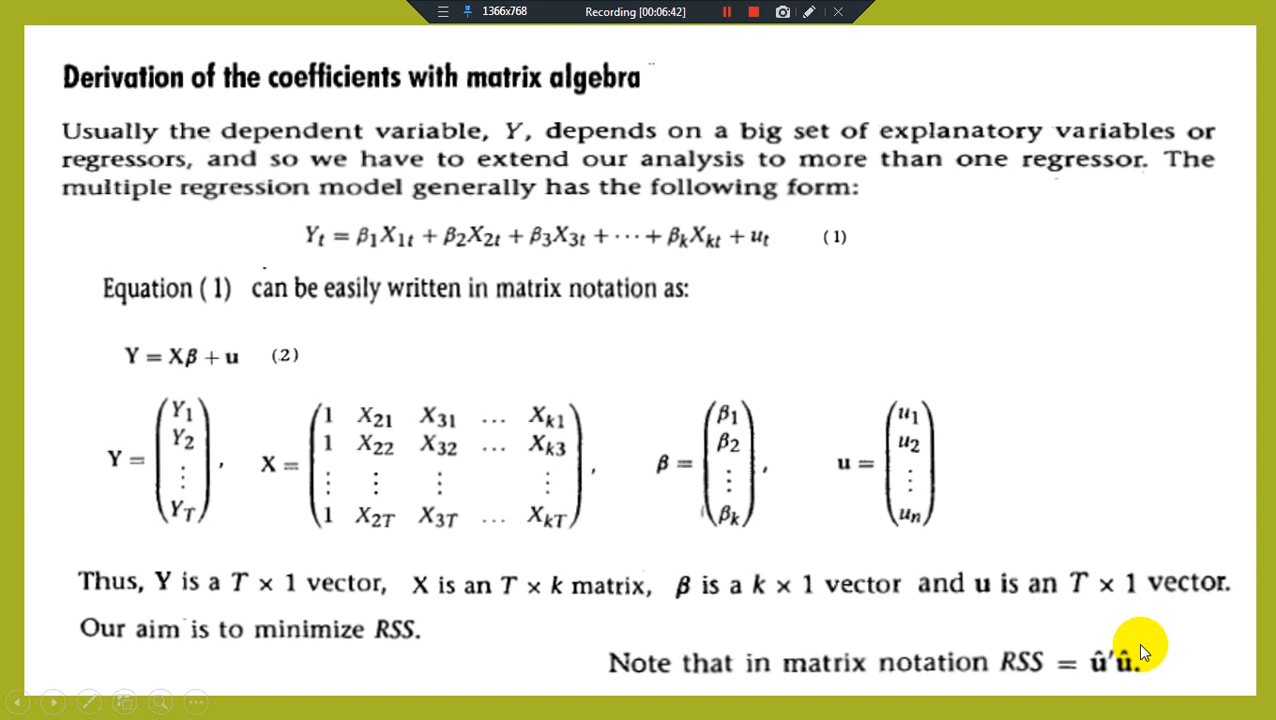 1366x768 Recording [00:06:42]
Derivation of the coefficients with matrix algebra
Usually the dependent variable, Y, depends on a big set of explanatory variables or
regressors, and so we have to extend our analysis to more than one regressor. The
multiple regression model generally has the following form:
Yₜ = β₁X₁ₜ + β₂X₂ₜ + β₃X₃ₜ + ··· + βₖXₖₜ + uₜ (1)
Equation (1) can be easily written in matrix notation as:
Y = Xβ + u (2)
Y₁ 1 X₂₁ X₃₁ ... Xₖ₁ β₁ u₁
Y₂ 1 X₂₂ X₃₂ ... Xₖ₃ β₂ u₂
Y = ⋮ , X = ⋮ ⋮ ⋮ ⋮ , β = ⋮ , u = ⋮
Y_T 1 X₂T X₃T ... XₖT βₖ uₙ
Thus, Y is a T × 1 vector, X is an T × k matrix, β is a k × 1 vector and u is an T × 1 vector.
Our aim is to minimize RSS.
Note that in matrix notation RSS = û′û.